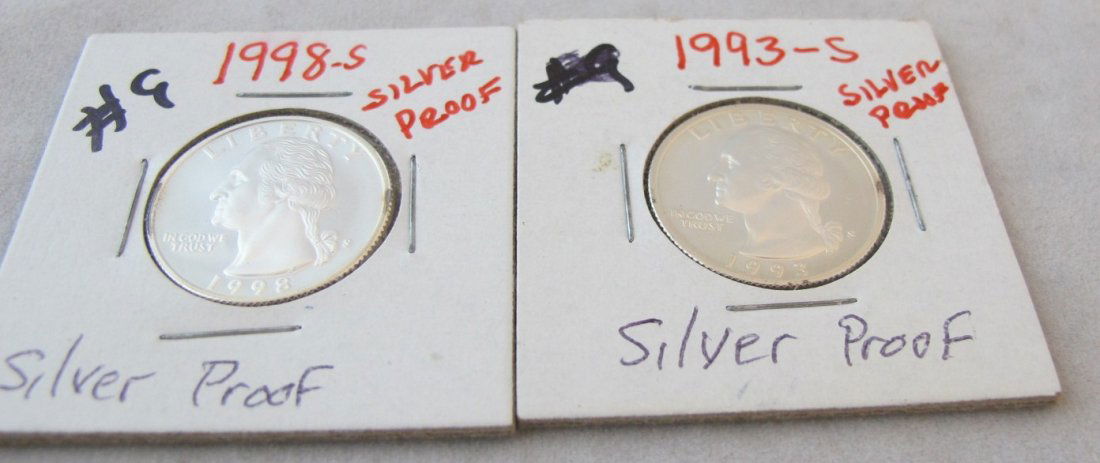 #9
1998-S
SILVER
PROOF
LIBERTY
IN GOD WE
TRUST
S
1998
Silver Proof
1993-S
SILVER
PROOF
LIBERTY
IN GOD WE
TRUST
S
1993
Silver Proof